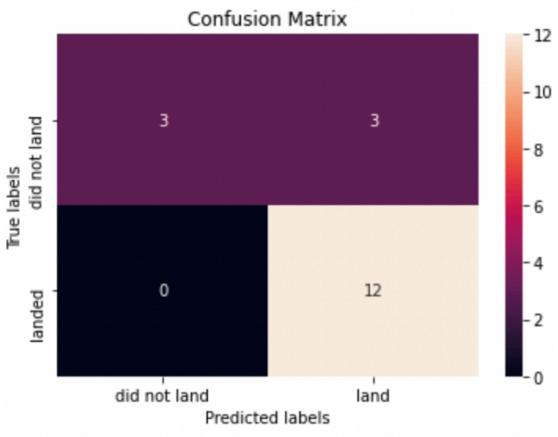 Confusion Matrix
12
10
8
6
4
2
0
True labels
did not land
landed
3
3
0
12
did not land
land
Predicted labels